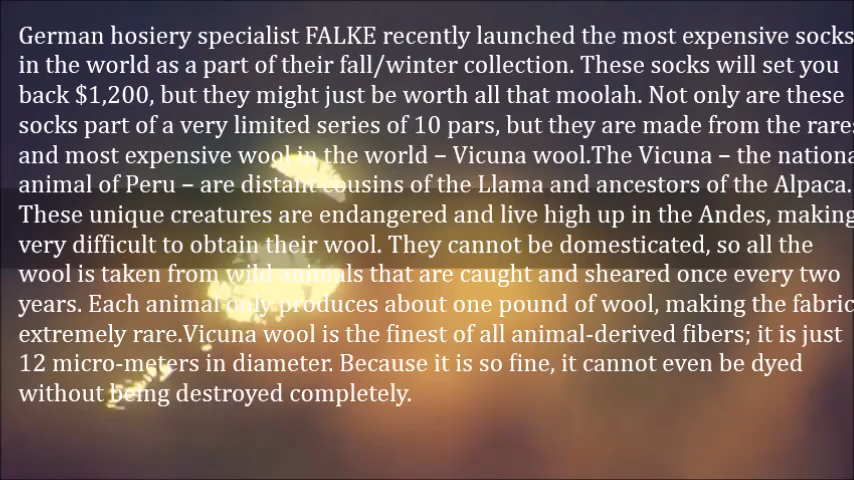 German hosiery specialist FALKE recently launched the most expensive socks
in the world as a part of their fall/winter collection. These socks will set you
back $1,200, but they might just be worth all that moolah. Not only are these
socks part of a very limited series of 10 pars, but they are made from the rares
and most expensive wool in the world – Vicuna wool.The Vicuna – the nationa
animal of Peru – are distant cousins of the Llama and ancestors of the Alpaca.
These unique creatures are endangered and live high up in the Andes, making
very difficult to obtain their wool. They cannot be domesticated, so all the
wool is taken from wild animals that are caught and sheared once every two
years. Each animal only produces about one pound of wool, making the fabric
extremely rare.Vicuna wool is the finest of all animal-derived fibers; it is just
12 micro-meters in diameter. Because it is so fine, it cannot even be dyed
without being destroyed completely.